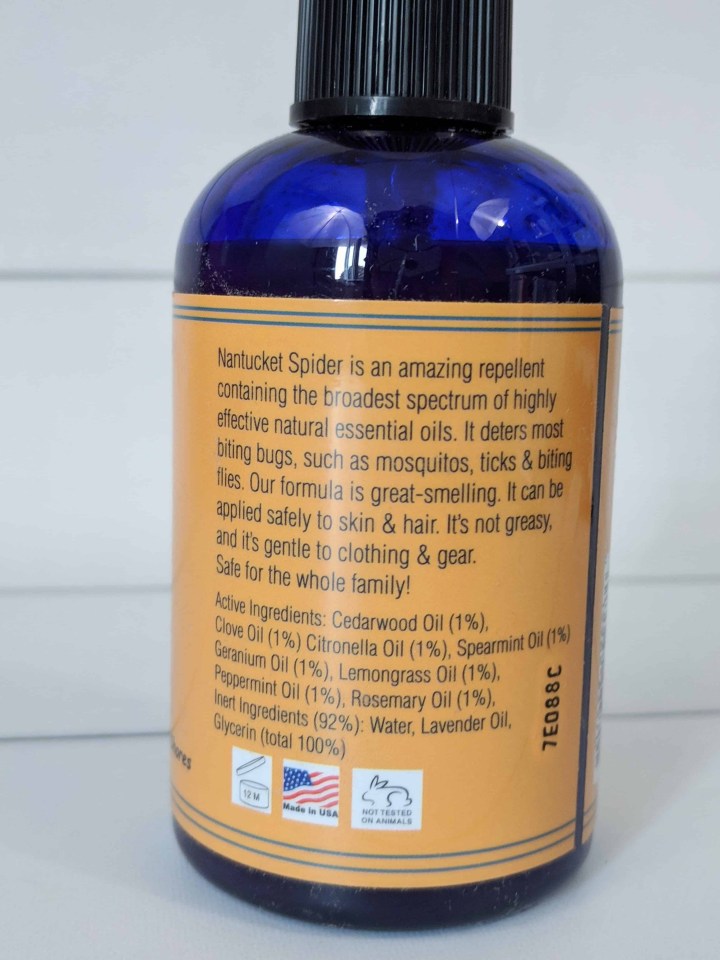 Nantucket Spider is an amazing repellent
containing the broadest spectrum of highly
effective natural essential oils. It deters most
biting bugs, such as mosquitos, ticks & biting
flies. Our formula is great-smelling. It can be
applied safely to skin & hair. It's not greasy,
and it's gentle to clothing & gear.
Safe for the whole family!
Active Ingredients: Cedarwood Oil (1%),
Clove Oil (1%) Citronella Oil (1%), Spearmint Oil (1%)
Geranium Oil (1%), Lemongrass Oil (1%),
Peppermint Oil (1%), Rosemary Oil (1%),
Inert Ingredients (92%): Water, Lavender Oil,
Glycerin (total 100%)
7E088C
12 M
Made in USA
NOT TESTED
ON ANIMALS